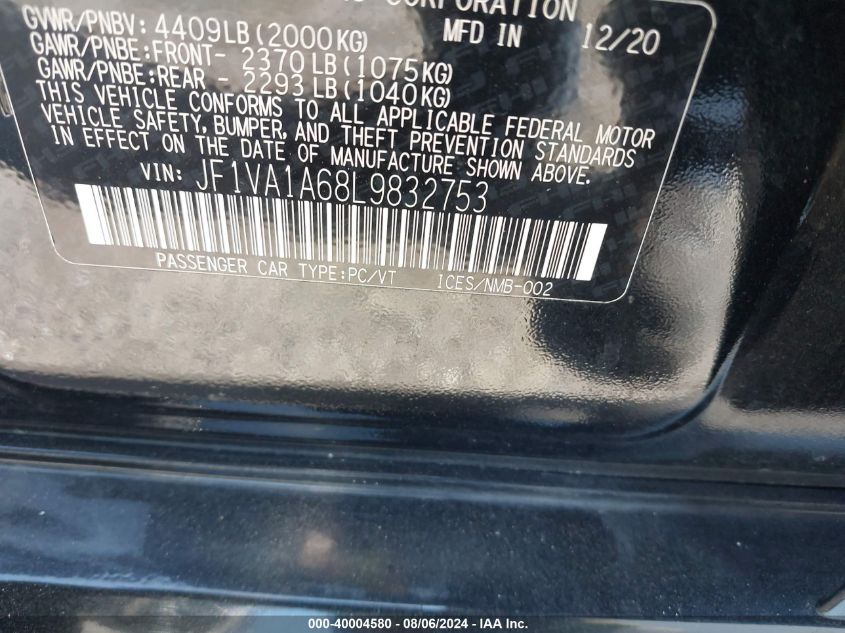 CORPORATION
GVWR/PNBV: 4409LB(2000KG) MFD IN 12/20
GAWR/PNBE:FRONT- 2370LB(1075KG)
GAWR/PNBE:REAR - 2293LB(1040KG)
THIS VEHICLE CONFORMS TO ALL APPLICABLE FEDERAL MOTOR
VEHICLE SAFETY, BUMPER, AND THEFT PREVENTION STANDARDS
IN EFFECT ON THE DATE OF MANUFACTURE SHOWN ABOVE.
VIN: JF1VA1A68L9832753
PASSENGER CAR TYPE:PC/VT ICES/NMB-002
000-40004580 - 08/06/2024 - IAA Inc.